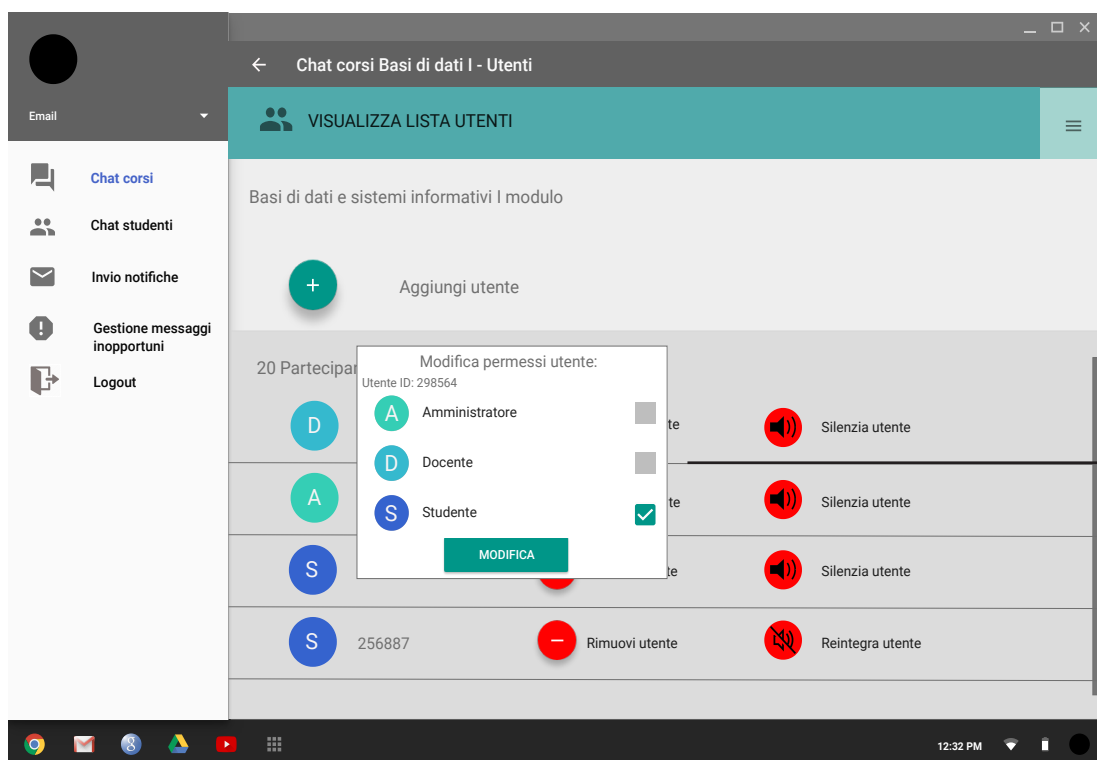 Chat corsi Basi di dati I - Utenti
Email
VISUALIZZA LISTA UTENTI
Chat corsi
Chat studenti
Invio notifiche
Gestione messaggi
inopportuni
Logout
Basi di dati e sistemi informativi I modulo
+ Aggiungi utente
20 Partecipan
Modifica permessi utente:
Utente ID: 298564
A Amministratore
D Docente
S Studente
MODIFICA
D te Silenzia utente
A te Silenzia utente
S te Silenzia utente
S 256887 Rimuovi utente Reintegra utente
12:32 PM